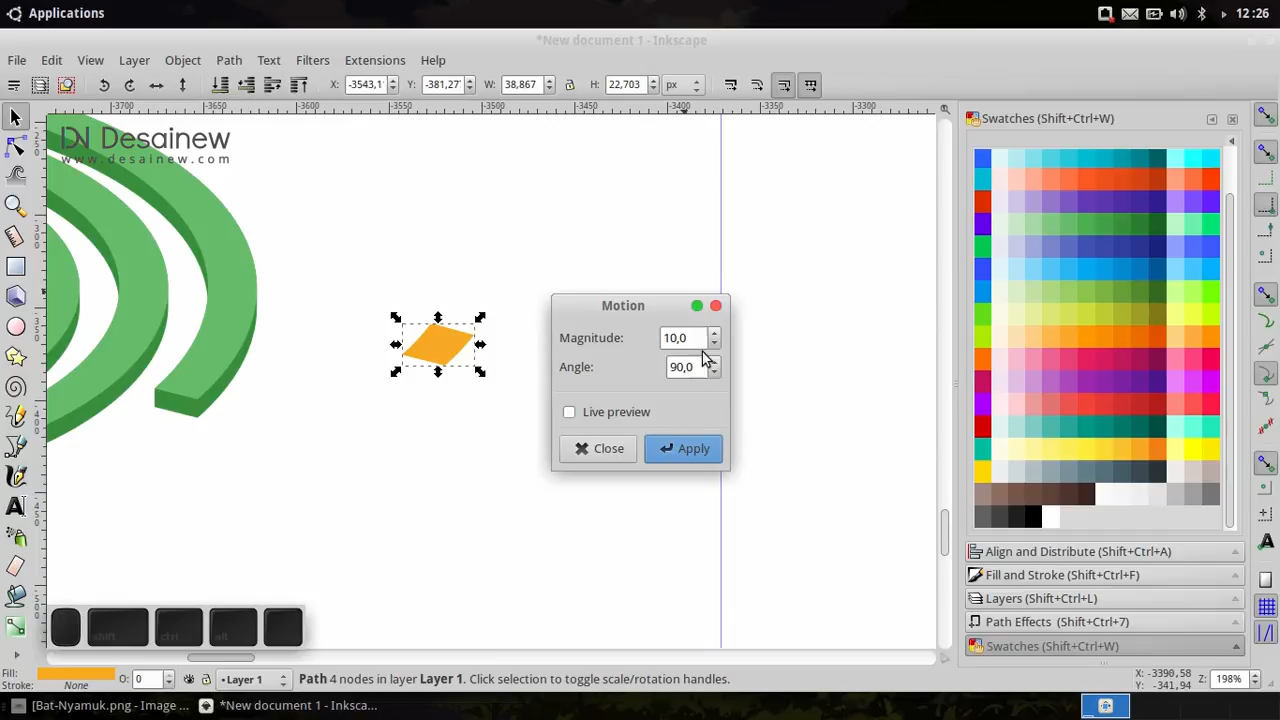 Applications
12:26
*New document 1 - Inkscape
File Edit View Layer Object Path Text Filters Extensions Help
X: -3543,1 Y: -381,27 W: 38,867 H: 22,703 px
-3700 -3650 -3600 -3550 -3500 -3450 -3400 -3350 -3300
Swatches (Shift+Ctrl+W)
DN Desainew
www.desainew.com
Motion
Magnitude: 10,0
Angle: 90,0
Live preview
Close Apply
Align and Distribute (Shift+Ctrl+A)
Fill and Stroke (Shift+Ctrl+F)
Layers (Shift+Ctrl+L)
Path Effects (Shift+Ctrl+7)
Swatches (Shift+Ctrl+W)
shift ctrl alt
Fill:
Stroke: None
O: 0
Layer 1
Path 4 nodes in layer Layer 1. Click selection to toggle scale/rotation handles.
X: -3390,58
Y: -341,94
Z: 198%
[Bat-Nyamuk.png - Image ...
*New document 1 - Inksca...